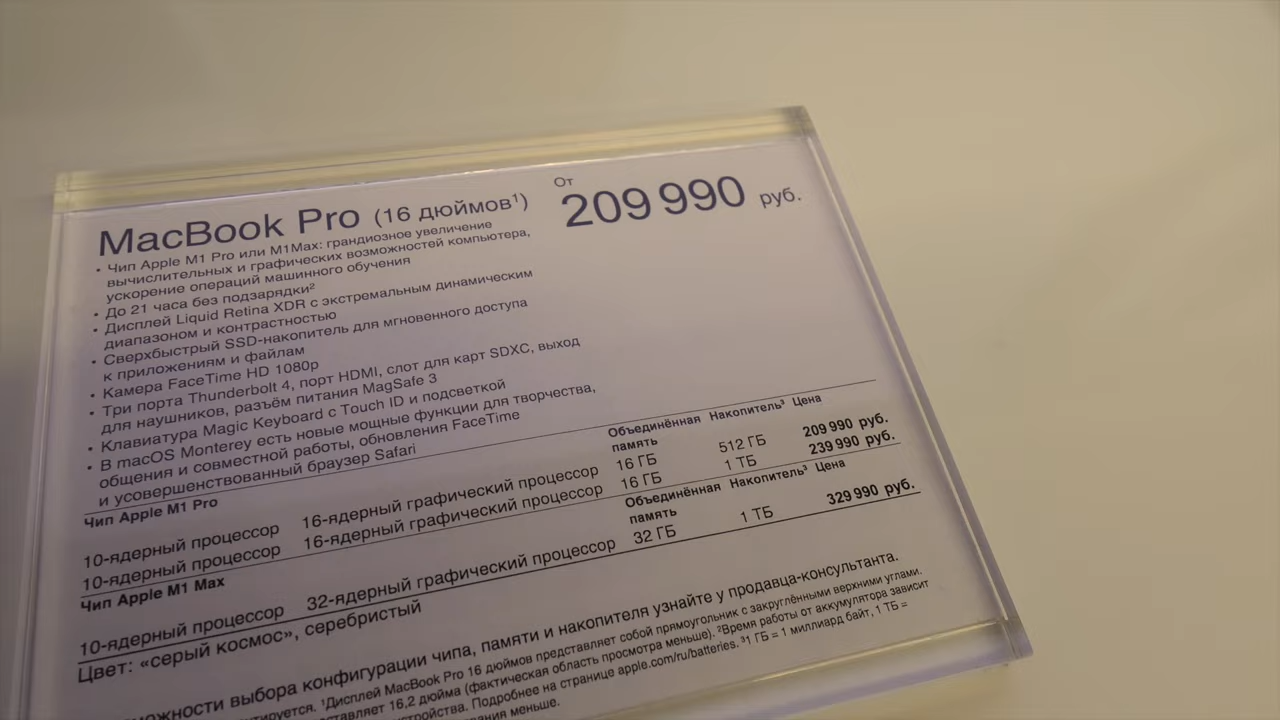 MacBook Pro (16 дюймов¹)
От
209 990 руб.
• Чип Apple M1 Pro или M1Max: грандиозное увеличение
вычислительных и графических возможностей компьютера,
ускорение операций машинного обучения
• До 21 часа без подзарядки²
• Дисплей Liquid Retina XDR с экстремальным динамическим
диапазоном и контрастностью
• Сверхбыстрый SSD-накопитель для мгновенного доступа
к приложениям и файлам
• Камера FaceTime HD 1080p
• Три порта Thunderbolt 4, порт HDMI, слот для карт SDXC, выход
для наушников, разъём питания MagSafe 3
• Клавиатура Magic Keyboard с Touch ID и подсветкой
• В macOS Monterey есть новые мощные функции для творчества,
общения и совместной работы, обновления FaceTime
и усовершенствованный браузер Safari
Чип Apple M1 Pro Объединённая память Накопитель³ Цена
10-ядерный процессор 16-ядерный графический процессор 16 ГБ 512 ГБ 209 990 руб.
10-ядерный процессор 16-ядерный графический процессор 16 ГБ 1 ТБ 239 990 руб.
Чип Apple M1 Max Объединённая память Накопитель³ Цена
10-ядерный процессор 32-ядерный графический процессор 32 ГБ 1 ТБ 329 990 руб.
Цвет: «серый космос», серебристый
выбора конфигурации чипа, памяти и накопителя узнайте у продавца-консультанта.
¹Дисплей MacBook Pro 16 дюймов представляет собой прямоугольник с закруглёнными верхними углами.
16,2 дюйма (фактическая область просмотра меньше). ²Время работы от аккумулятора зависит
Подробнее на странице apple.com/ru/batteries. ³1 ГБ = 1 миллиард байт, 1 ТБ =
меньше.